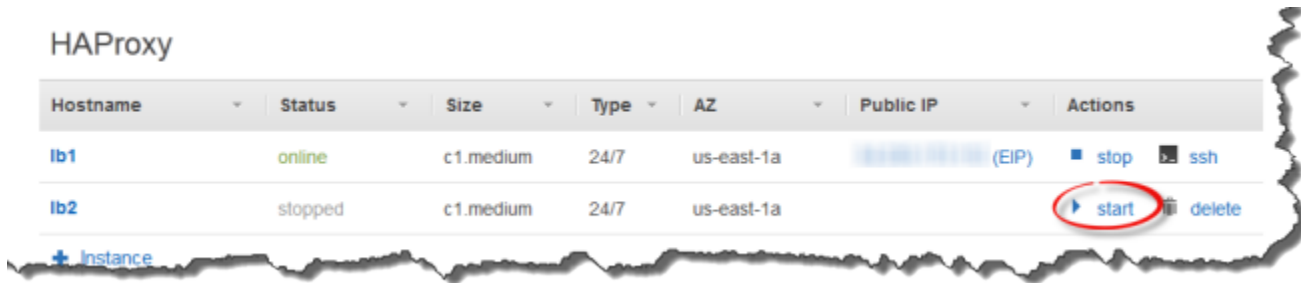 HAProxy
Hostname Status Size Type AZ Public IP Actions
lb1 online c1.medium 24/7 us-east-1a (EIP) stop ssh
lb2 stopped c1.medium 24/7 us-east-1a start delete
Instance